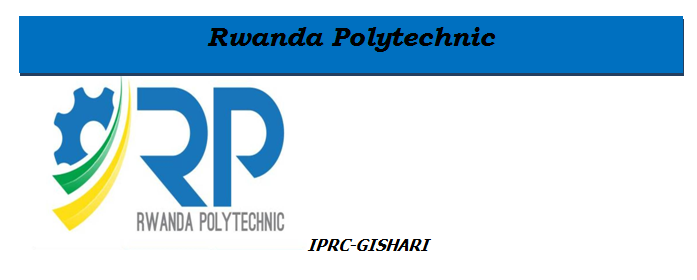 Rwanda Polytechnic
RP
RWANDA POLYTECHNIC
IPRC-GISHARI